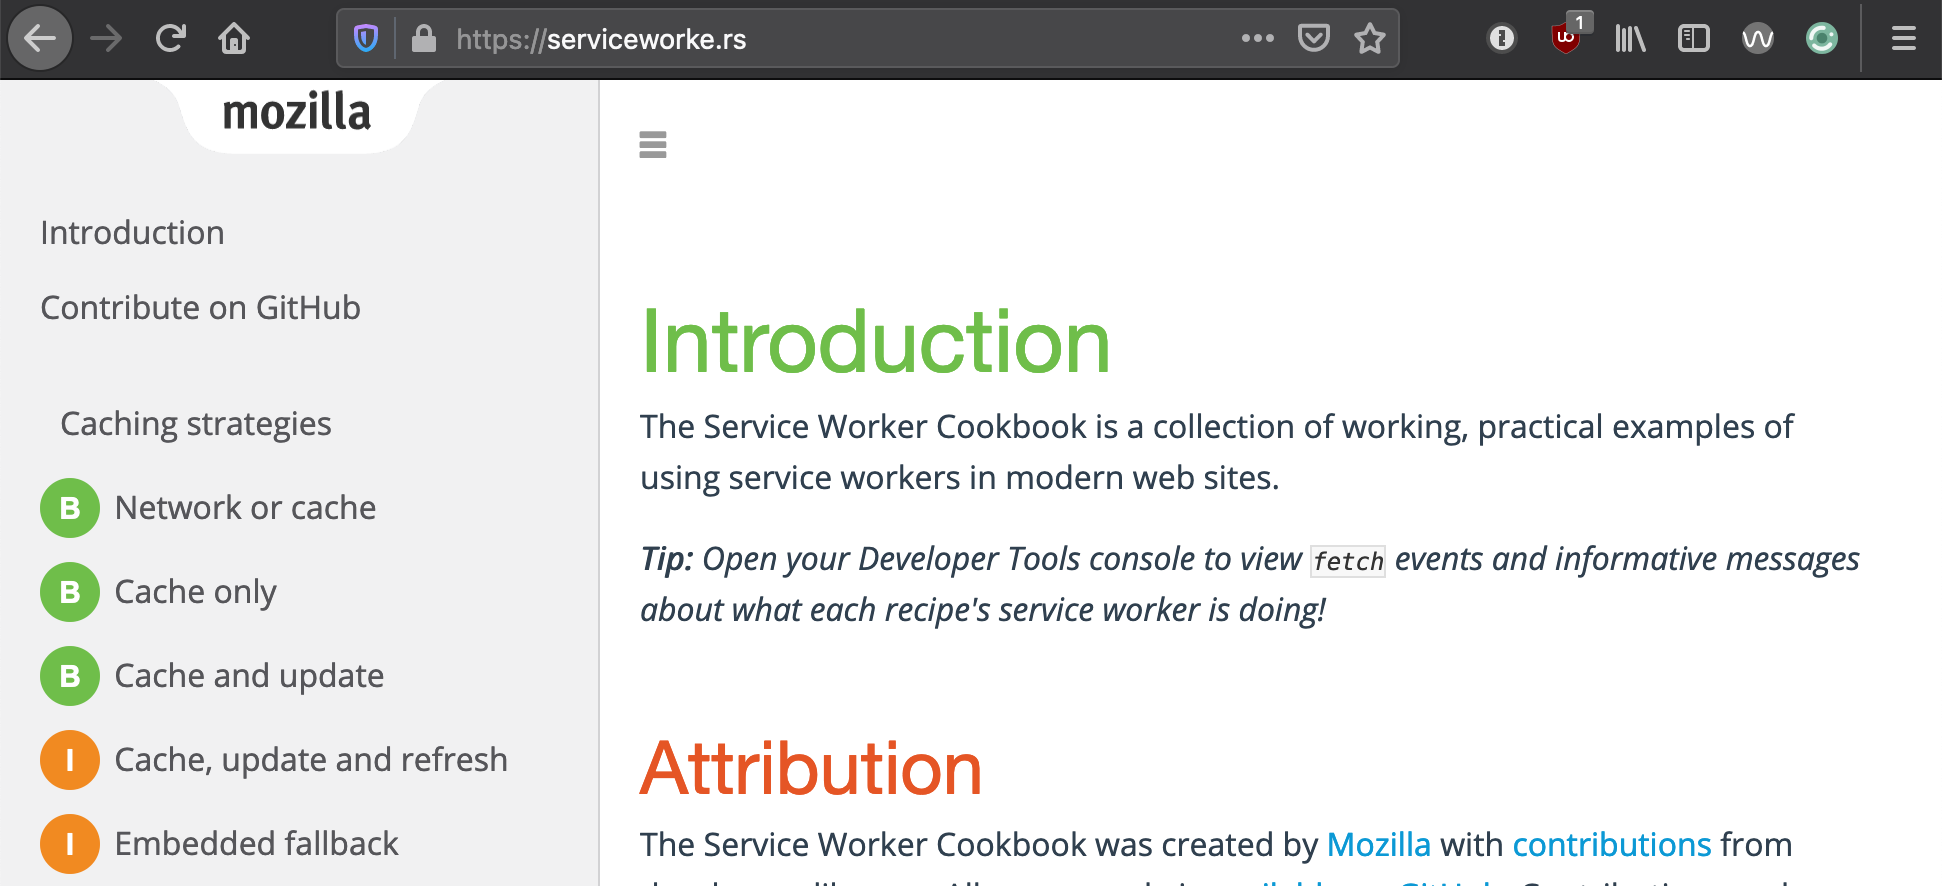 https://serviceworke.rs
1
mozilla
Introduction
Contribute on GitHub
Caching strategies
B Network or cache
B Cache only
B Cache and update
I Cache, update and refresh
I Embedded fallback
Introduction
The Service Worker Cookbook is a collection of working, practical examples of
using service workers in modern web sites.
Tip: Open your Developer Tools console to view fetch events and informative messages
about what each recipe's service worker is doing!
Attribution
The Service Worker Cookbook was created by Mozilla with contributions from